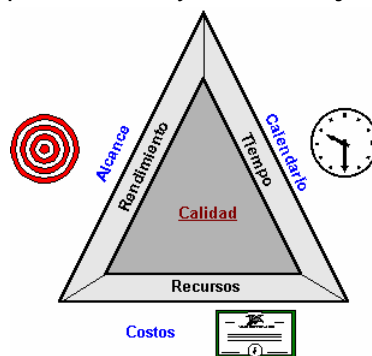 Alcance
Rendimiento
Calendario
Tiempo
Calidad
Recursos
Costos